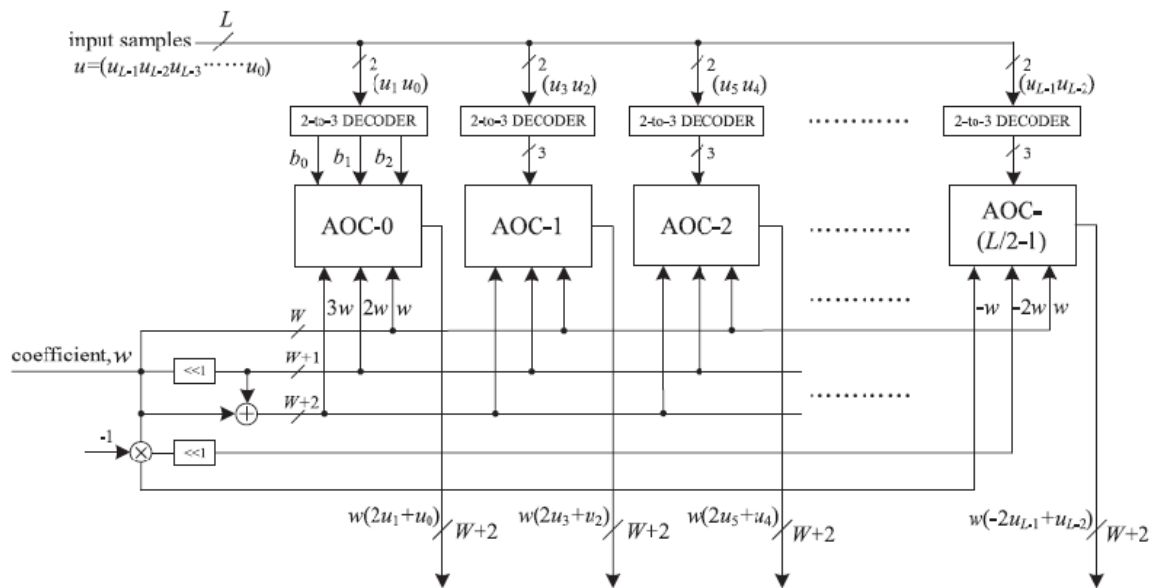 L
input samples
u=(u_{L-1}u_{L-2}u_{L-3}······u_0)
2 2 2 2
(u_1 u_0) (u_3 u_2) (u_5 u_4) (u_{L-1}u_{L-2})
2-to-3 DECODER 2-to-3 DECODER 2-to-3 DECODER ················ 2-to-3 DECODER
b_0 b_1 b_2 3 3 3
AOC-0 AOC-1 AOC-2 ················ AOC-(L/2-1)
3w 2w w ················ -w -2w w
W
coefficient, w <<1 W+1
+ W+2 ················
-1 × <<1
w(2u_1+u_0) w(2u_3+u_2) w(2u_5+u_4) w(-2u_{L-1}+u_{L-2})
W+2 W+2 W+2 W+2